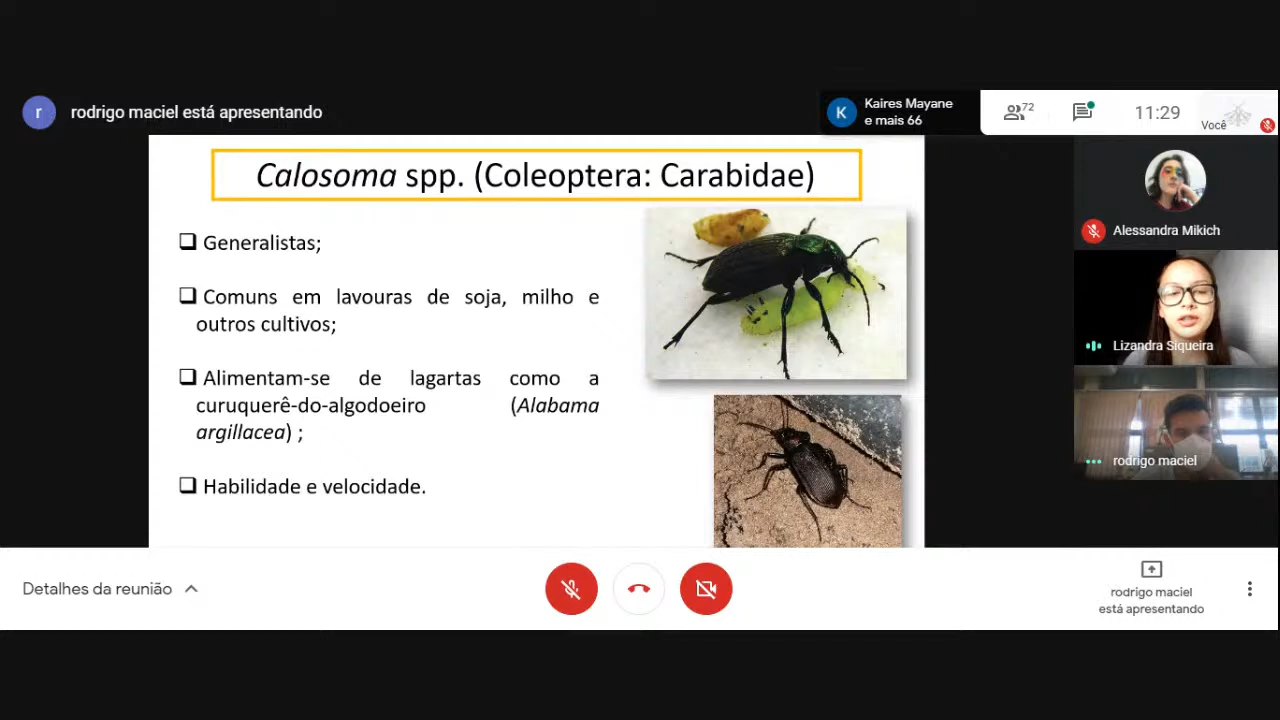 r
rodrigo maciel está apresentando
K
Kaires Mayane
e mais 66
72
11:29
Você
Calosoma spp. (Coleoptera: Carabidae)
Generalistas;
Comuns em lavouras de soja, milho e
outros cultivos;
Alimentam-se de lagartas como a
curuquerê-do-algodoeiro (Alabama
argillacea) ;
Habilidade e velocidade.
Alessandra Mikich
Lizandra Siqueira
rodrigo maciel
Detalhes da reunião
rodrigo maciel
está apresentando